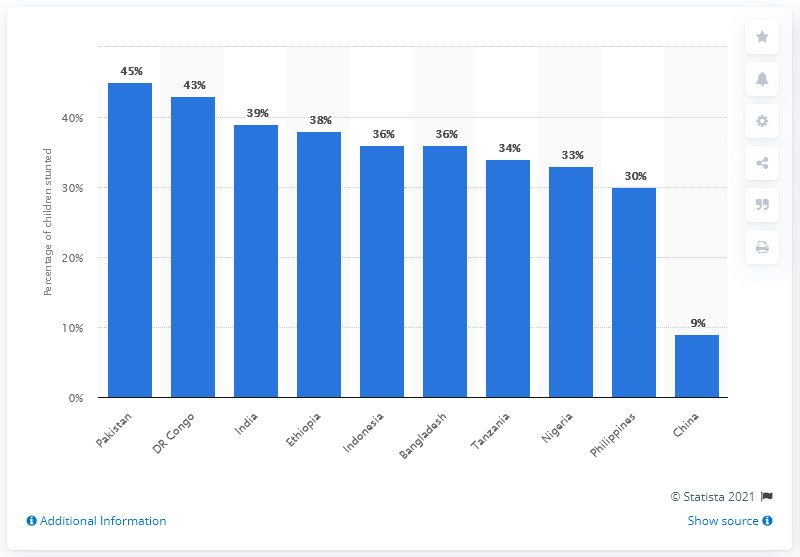 45%
43%
39%
38%
36%
36%
34%
33%
30%
9%
Percentage of children stunted
40%
30%
20%
10%
0%
Pakistan
DR Congo
India
Ethiopia
Indonesia
Bangladesh
Tanzania
Nigeria
Philippines
China
© Statista 2021
Additional Information
Show source